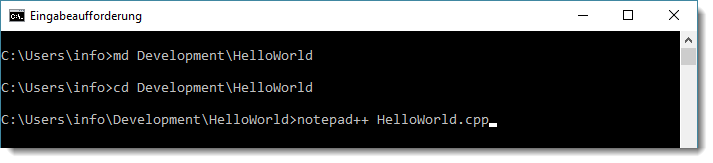 Eingabeaufforderung
C:\Users\info>md Development\HelloWorld
C:\Users\info>cd Development\HelloWorld
C:\Users\info\Development\HelloWorld>notepad++ HelloWorld.cpp